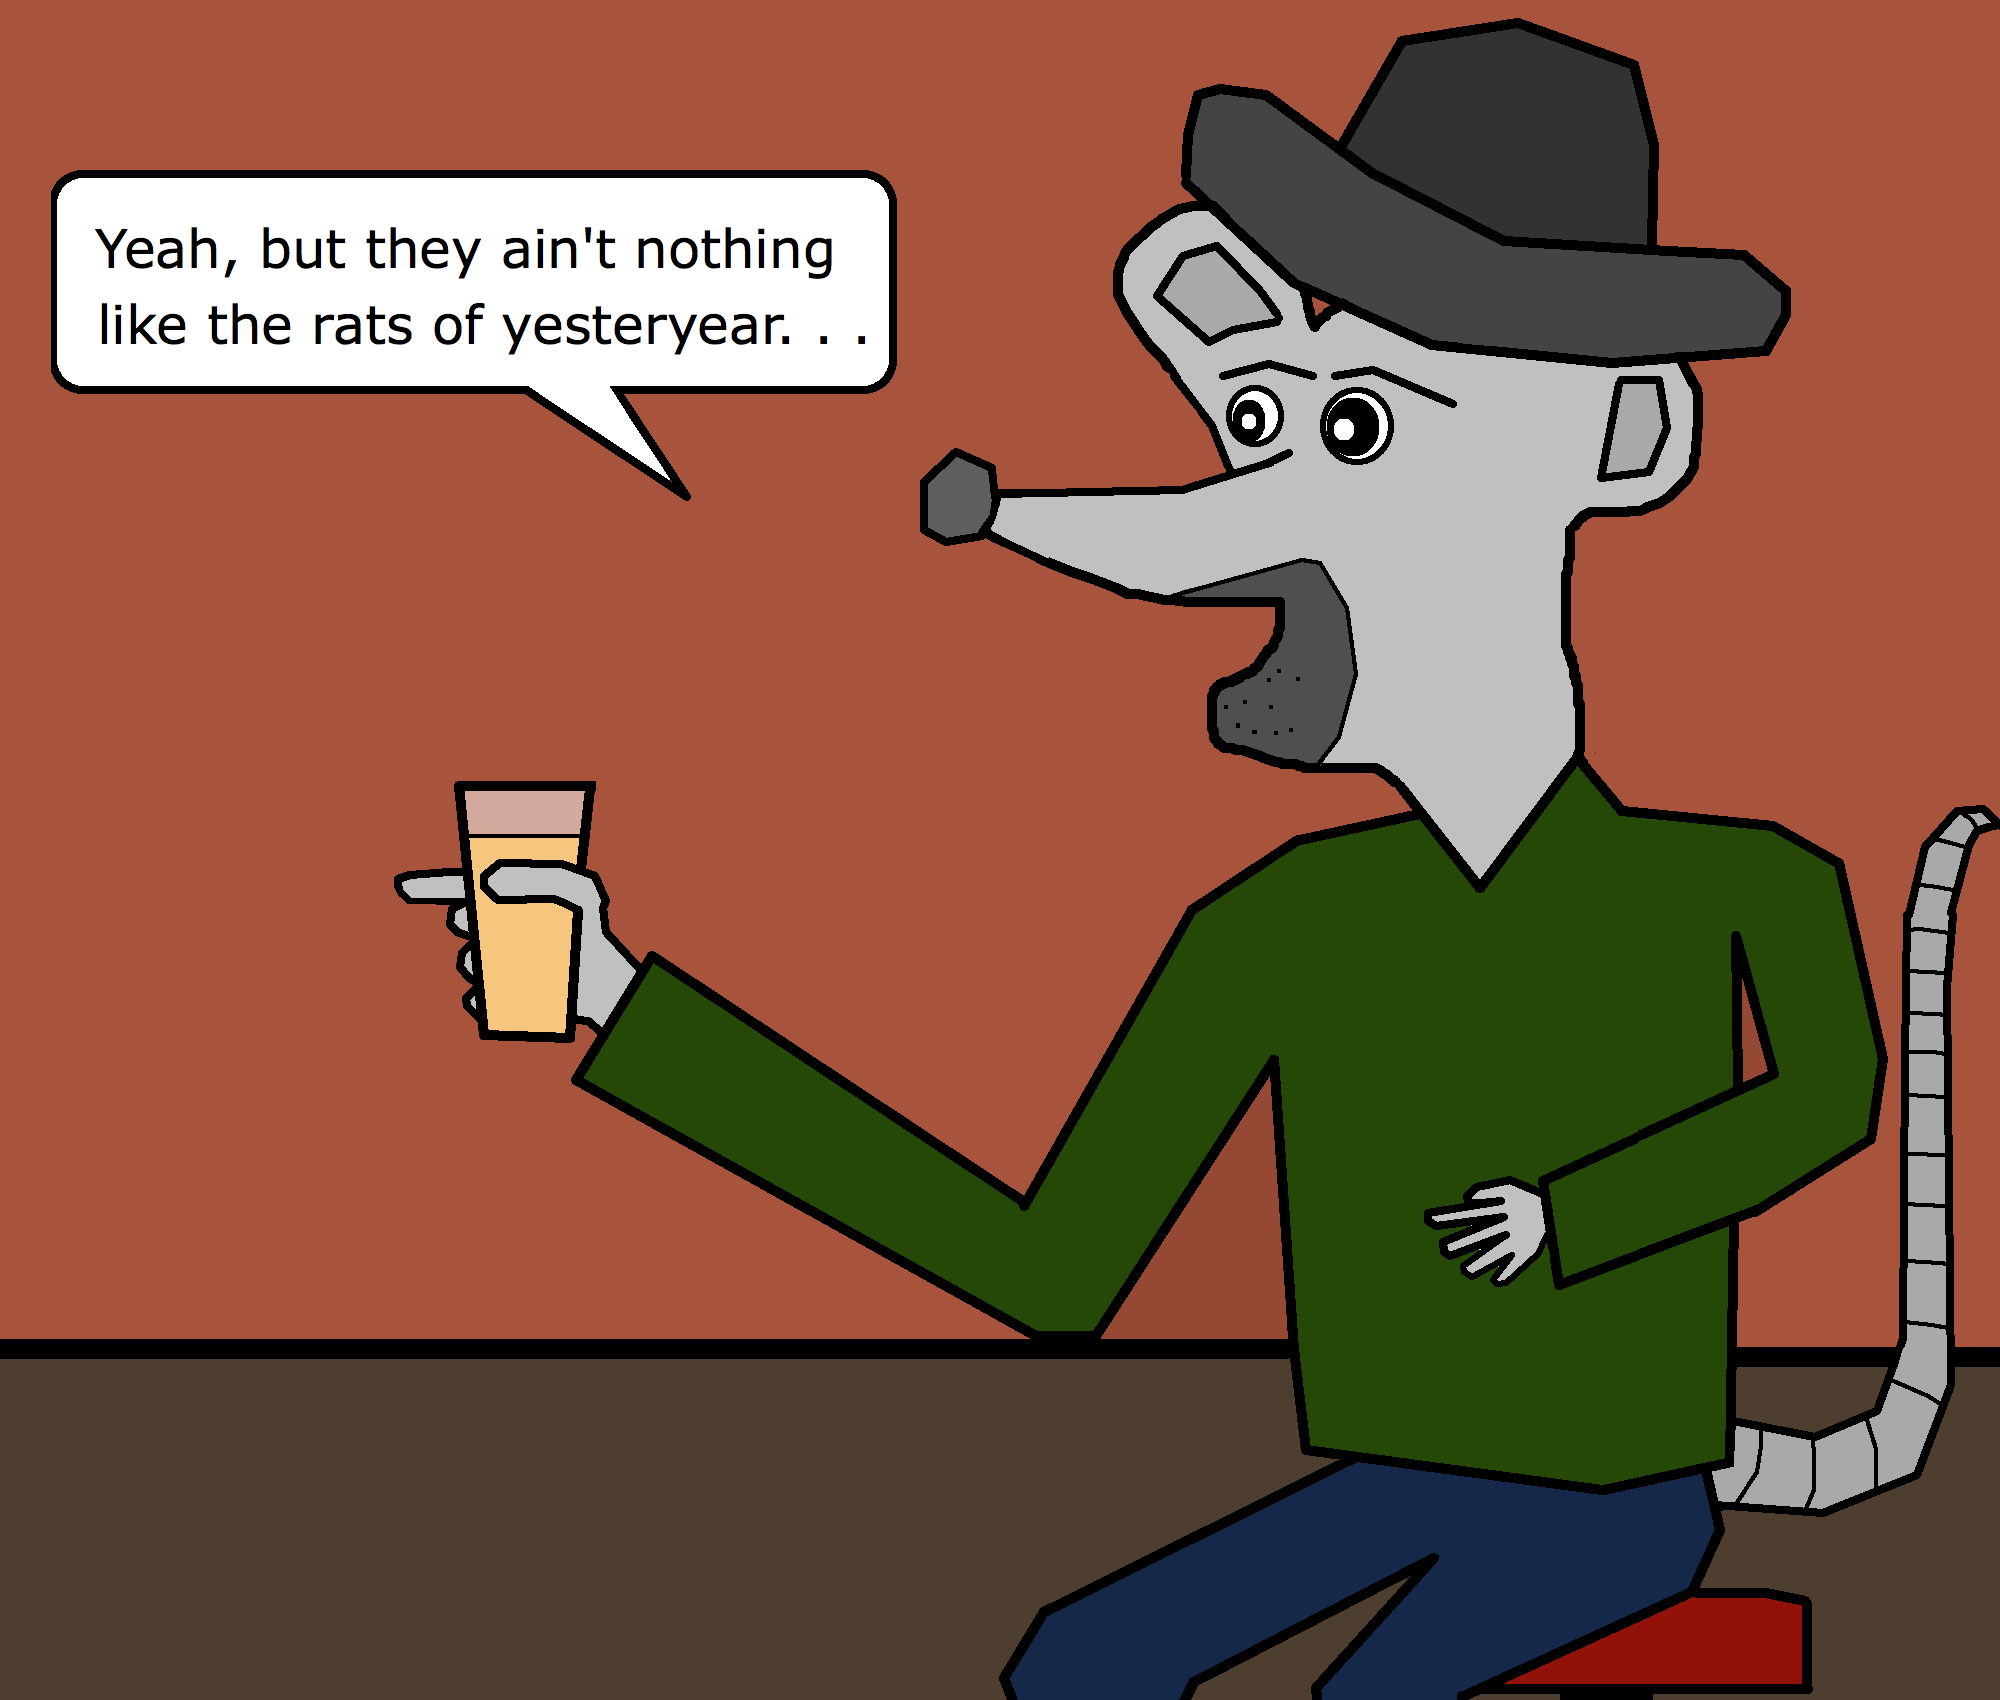 Yeah, but they ain't nothing
like the rats of yesteryear. . .